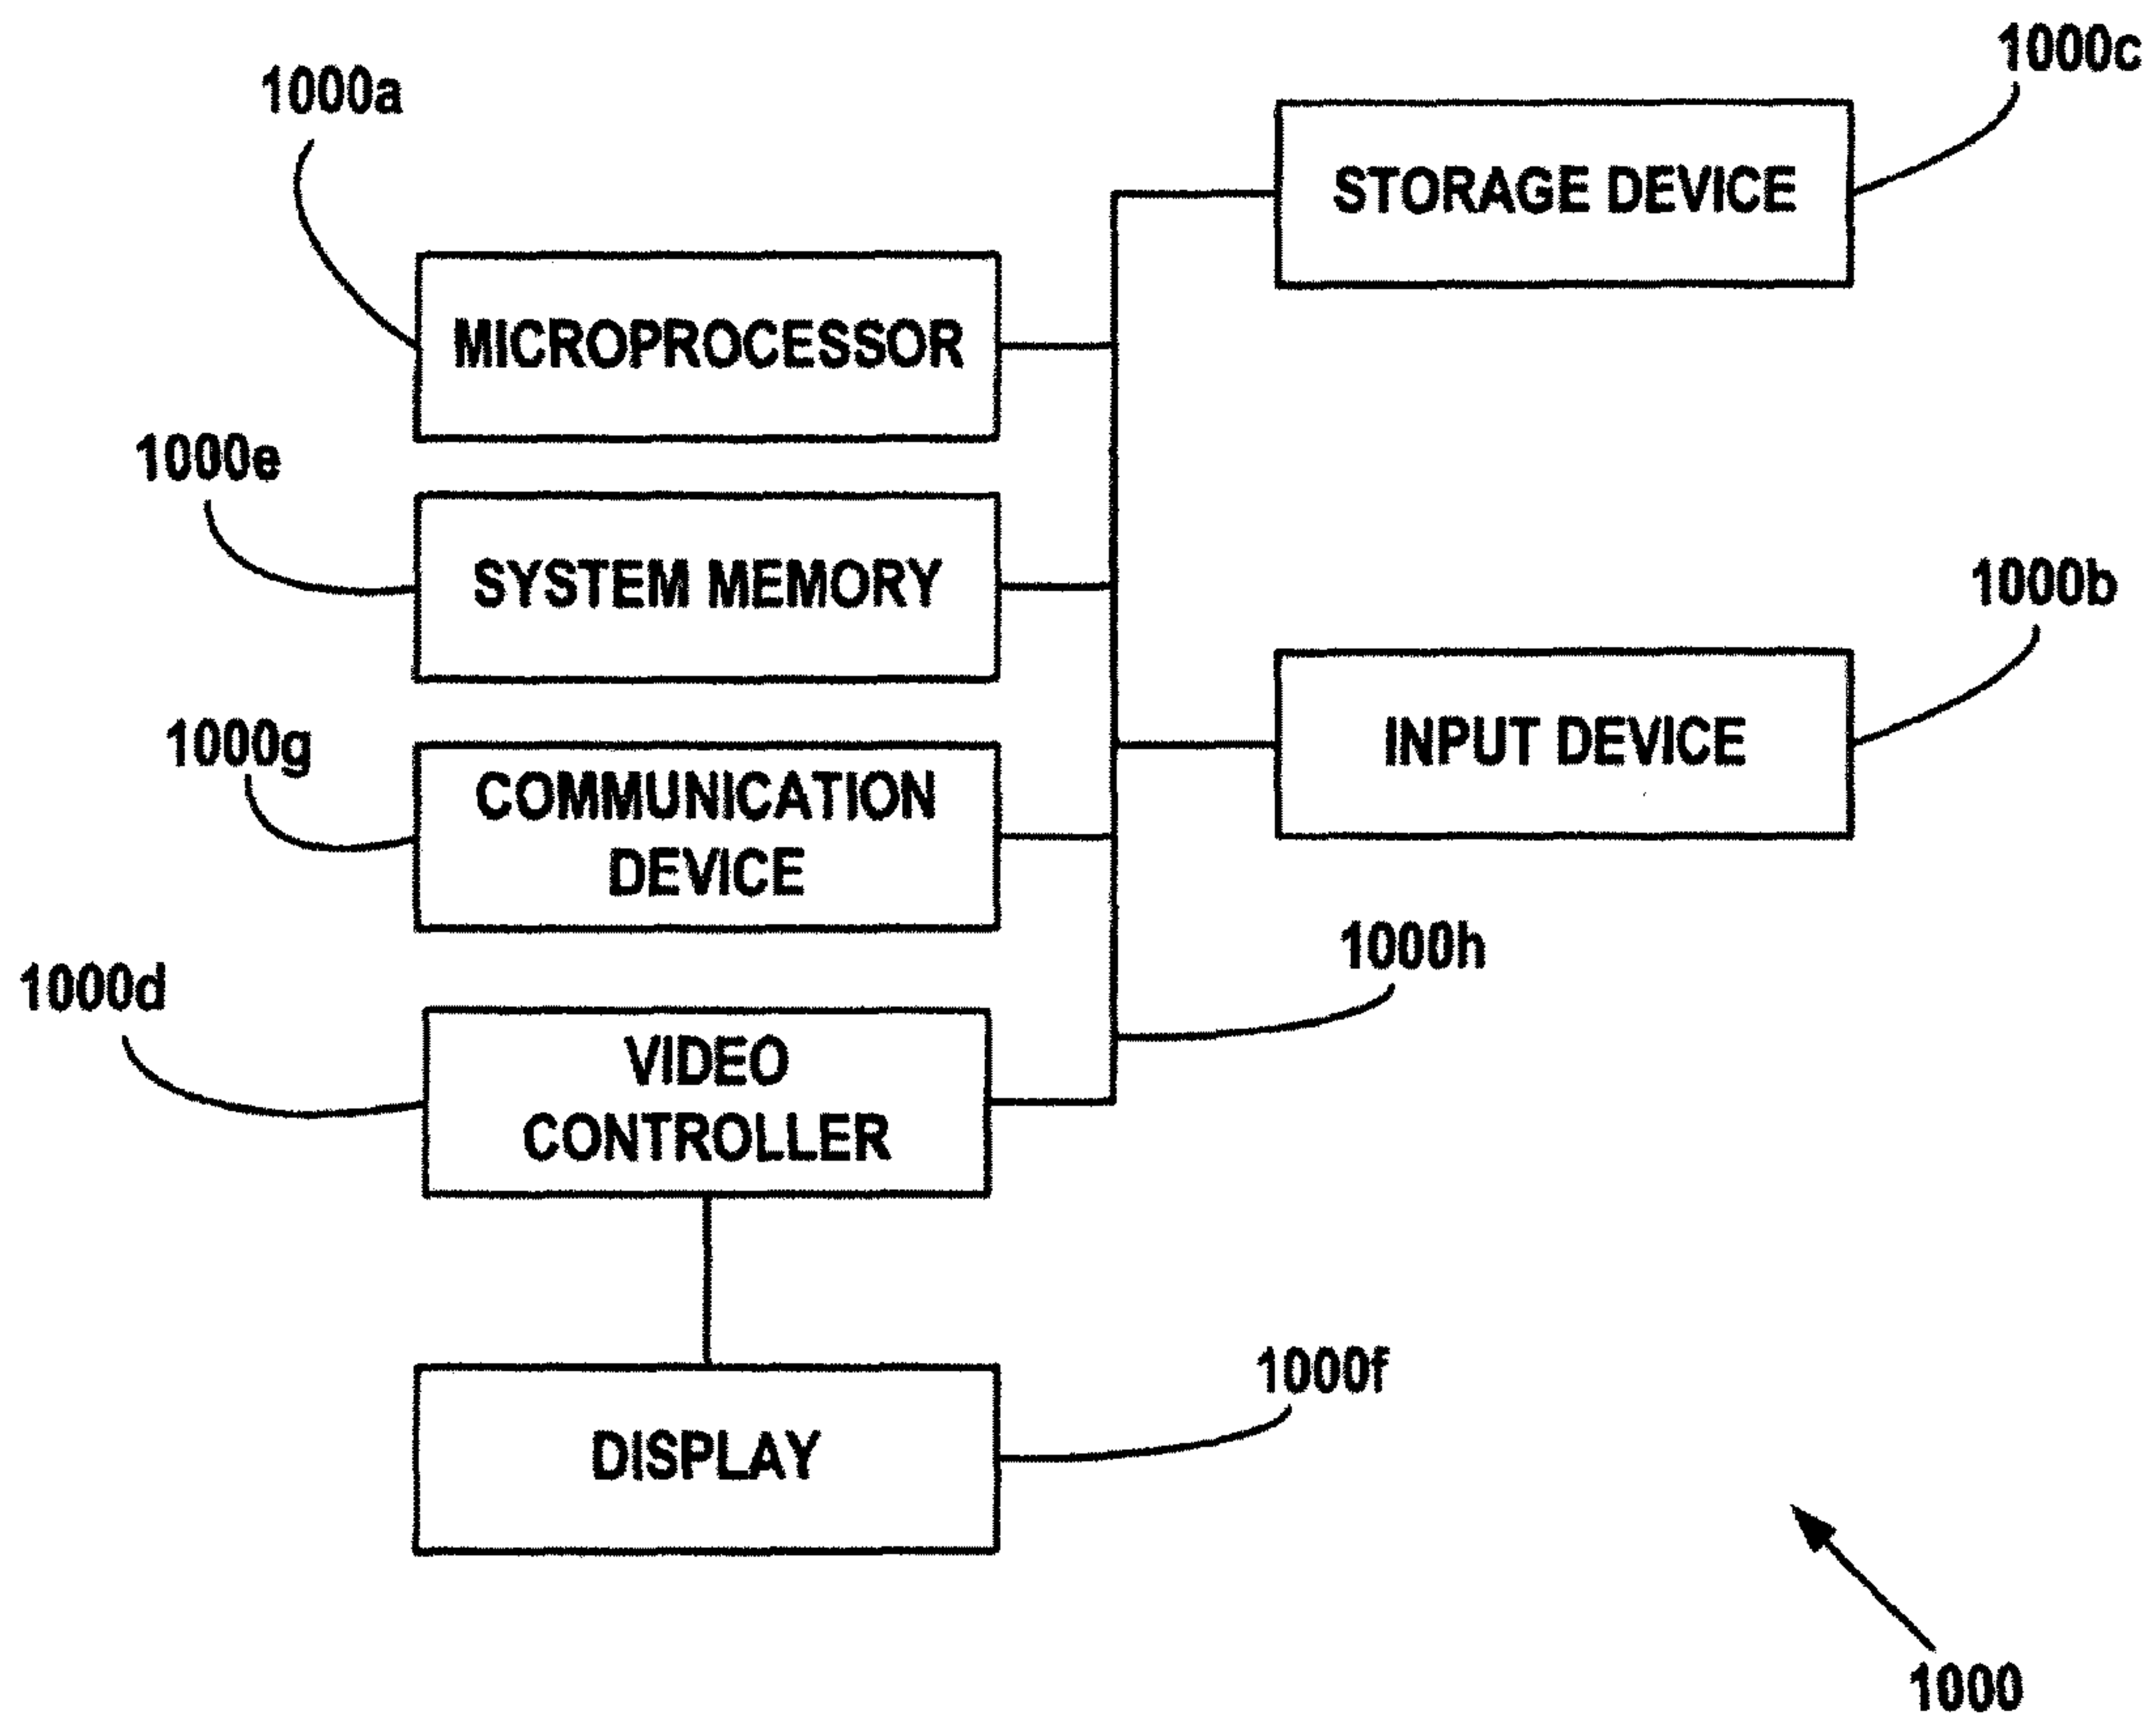 1000c
1000a
STORAGE DEVICE
MICROPROCESSOR
1000e
SYSTEM MEMORY
1000b
1000g
INPUT DEVICE
COMMUNICATION
DEVICE
1000h
1000d
VIDEO
CONTROLLER
1000f
DISPLAY
1000